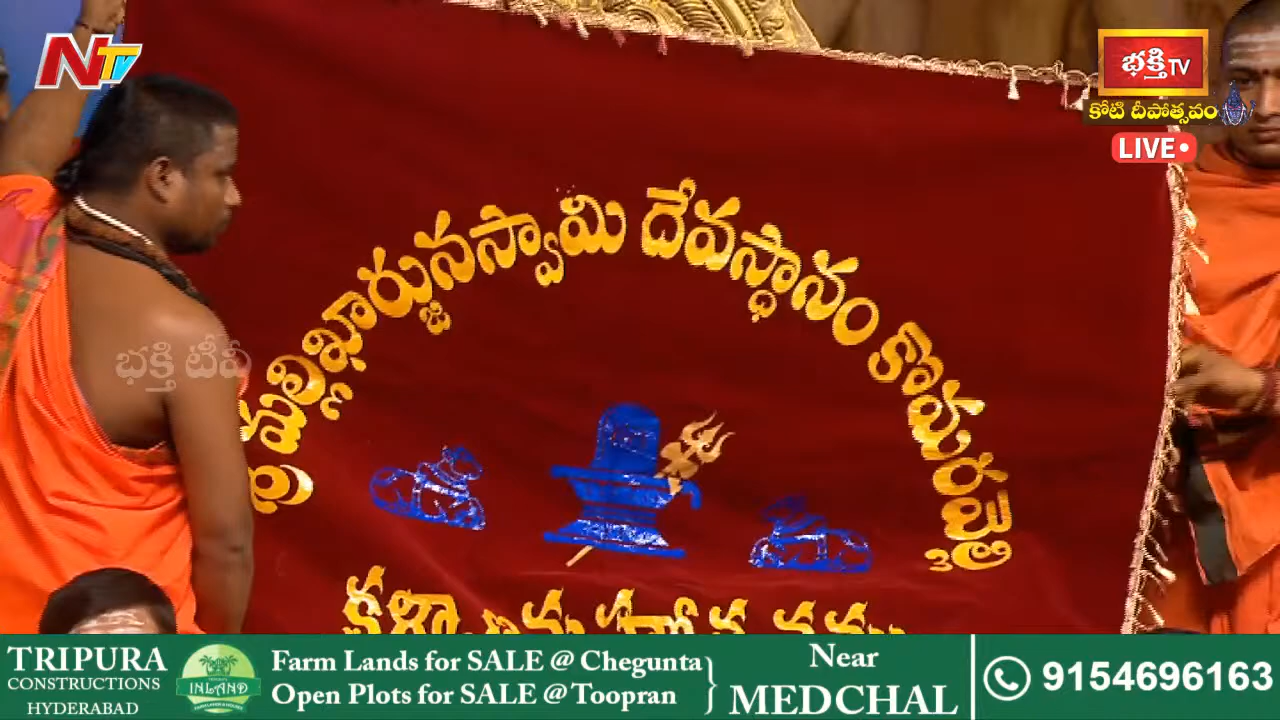 NTV
భక్తి TV
కోటి దీపోత్సవం
LIVE
శ్రీ మల్లిఖార్జునస్వామి దేవస్థానం కొమరవెల్లి
భక్తి టీవీ
TRIPURA
CONSTRUCTIONS
HYDERABAD
INLAND
Farm Lands for SALE @ Chegunta
Open Plots for SALE @ Toopran
Near
MEDCHAL
9154696163